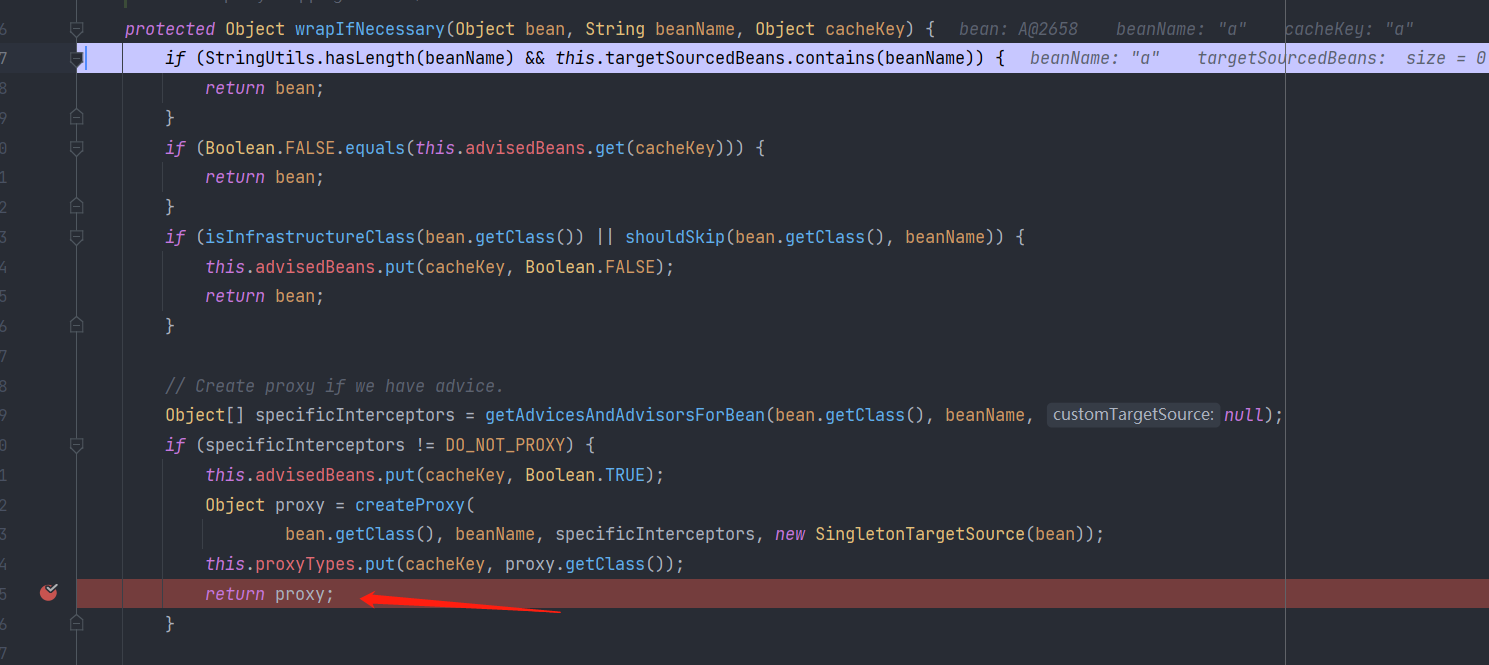 6 protected Object wrapIfNecessary(Object bean, String beanName, Object cacheKey) { bean: A@2658 beanName: "a" cacheKey: "a"
7 if (StringUtils.hasLength(beanName) && this.targetSourcedBeans.contains(beanName)) { beanName: "a" targetSourcedBeans: size = 0
8 return bean;
9 }
0 if (Boolean.FALSE.equals(this.advisedBeans.get(cacheKey))) {
1 return bean;
2 }
3 if (isInfrastructureClass(bean.getClass()) || shouldSkip(bean.getClass(), beanName)) {
4 this.advisedBeans.put(cacheKey, Boolean.FALSE);
5 return bean;
6 }
7
8 // Create proxy if we have advice.
9 Object[] specificInterceptors = getAdvicesAndAdvisorsForBean(bean.getClass(), beanName, customTargetSource: null);
0 if (specificInterceptors != DO_NOT_PROXY) {
1 this.advisedBeans.put(cacheKey, Boolean.TRUE);
2 Object proxy = createProxy(
3 bean.getClass(), beanName, specificInterceptors, new SingletonTargetSource(bean));
4 this.proxyTypes.put(cacheKey, proxy.getClass());
5 return proxy;
6 }
7